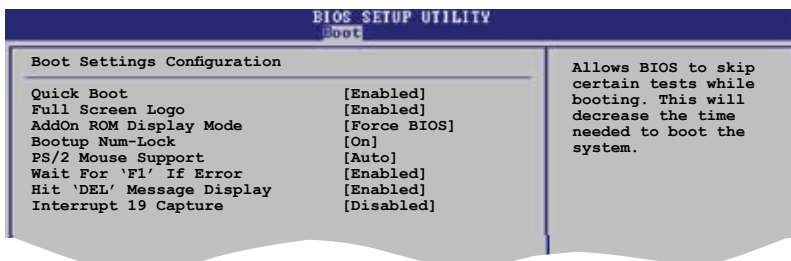 BIOS SETUP UTILITY
Boot
Boot Settings Configuration
Quick Boot [Enabled]
Full Screen Logo [Enabled]
AddOn ROM Display Mode [Force BIOS]
Bootup Num-Lock [On]
PS/2 Mouse Support [Auto]
Wait For ‘F1’ If Error [Enabled]
Hit ‘DEL’ Message Display [Enabled]
Interrupt 19 Capture [Disabled]
Allows BIOS to skip
certain tests while
booting. This will
decrease the time
needed to boot the
system.